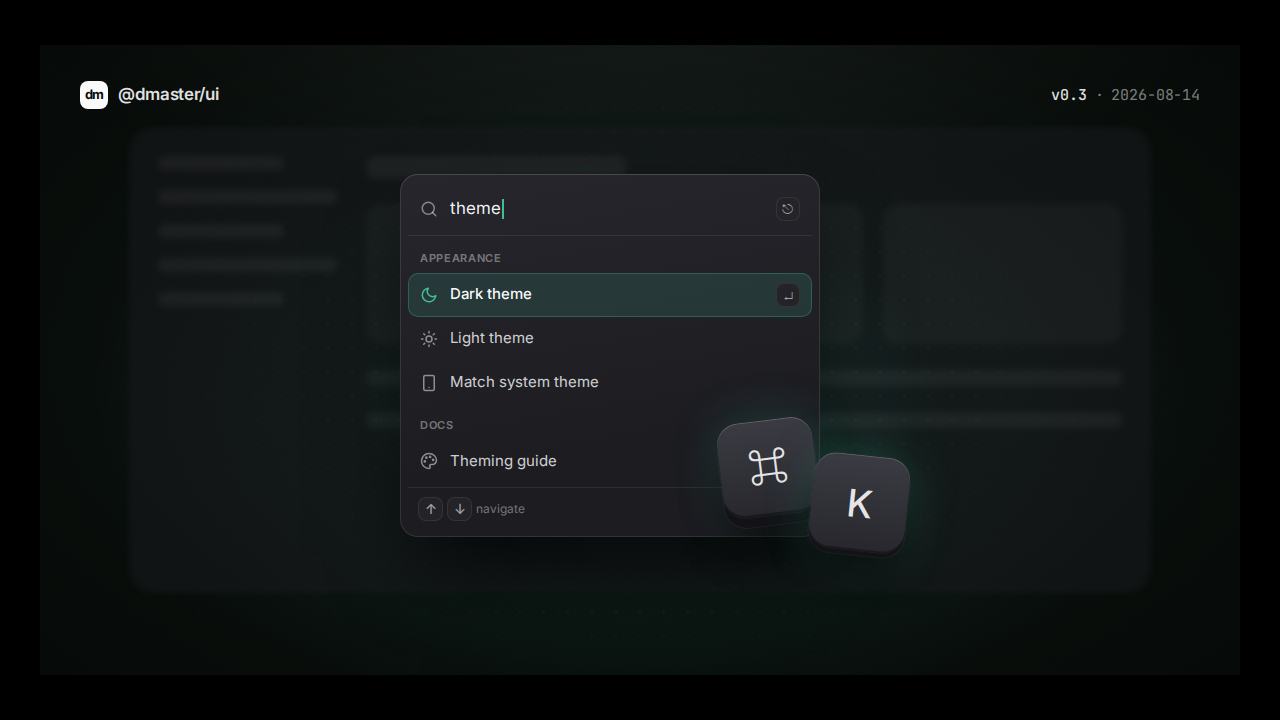 dm @dmaster/ui
v0.3 · 2026-08-14
theme
APPEARANCE
Dark theme
Light theme
Match system theme
DOCS
Theming guide
↑ ↓ navigate
⌘
K